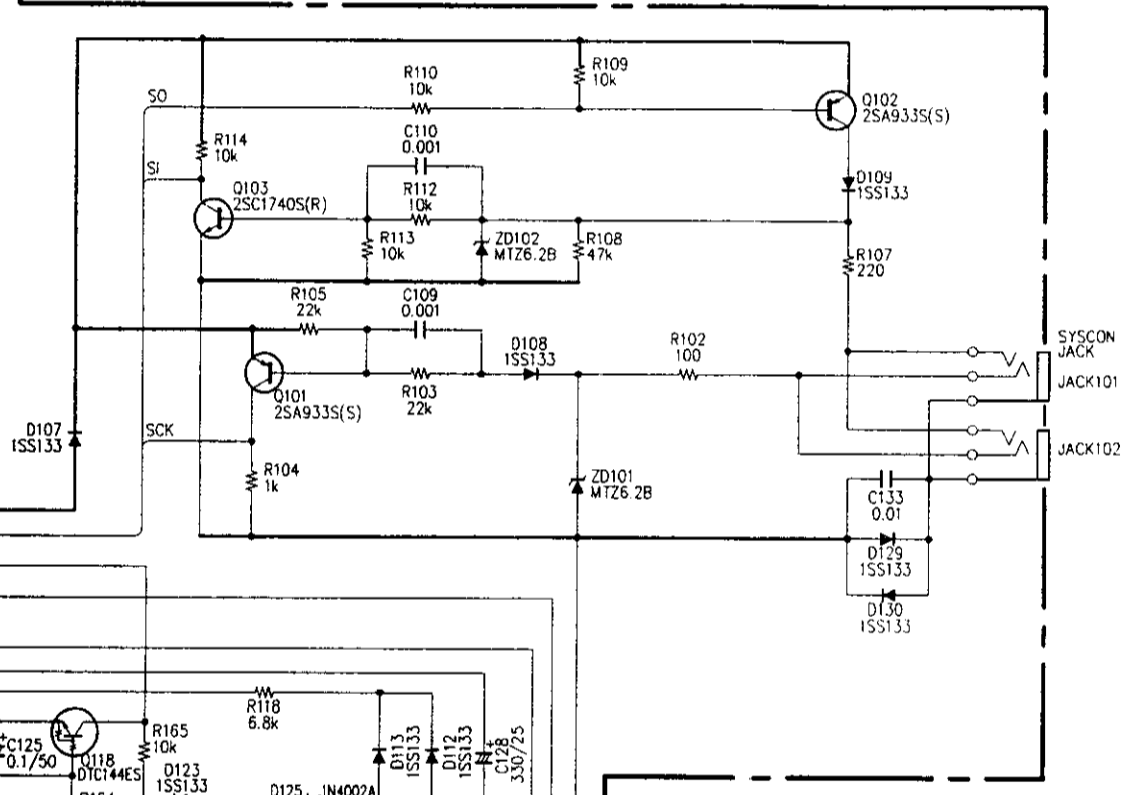 R109
10k
R110
10k
SO
Q102
2SA933S(S)
C110
0.001
R114
10k
SI
D109
1SS133
Q103
2SC1740S(R)
R112
10k
R113
10k
ZD102
MTZ6.2B
R108
47k
R107
220
R105
22k
C109
0.001
D108
1SS133
R102
100
SYSCON
JACK
JACK101
Q101
2SA933S(S)
R103
22k
D107
1SS133
SCK
JACK102
R104
1k
ZD101
MTZ6.2B
C133
0.01
D129
1SS133
D130
1SS133
R118
6.8k
+
C125
0.1/50
Q118
DTC144ES
R165
10k
D123
1SS133
D113
1SS133
D112
1SS133
+
C128
330/25
D125
1N4002A